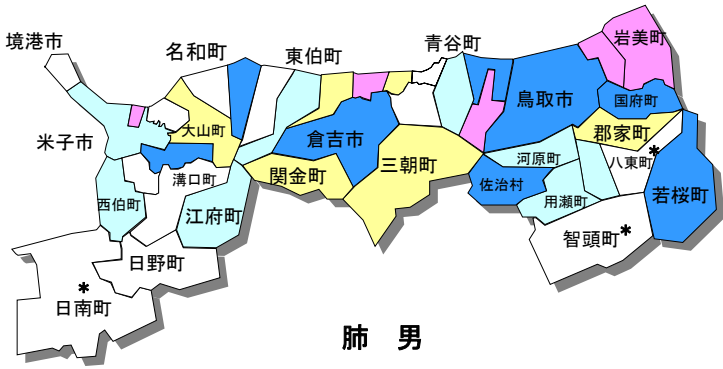 境港市
名和町
東伯町
青谷町
岩美町
米子市
大山町
倉吉市
鳥取市
国府町
郡家町
三朝町
河原町
八東町
*
関金町
溝口町
佐治村
若桜町
西伯町
江府町
用瀬町
智頭町
*
日野町
*
日南町
肺 男